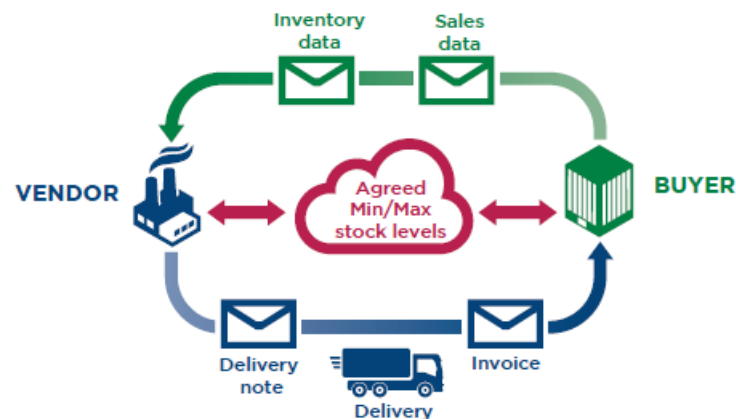 Inventory
data
Sales
data
VENDOR
Agreed
Min/Max
stock levels
BUYER
Delivery
note
Invoice
Delivery